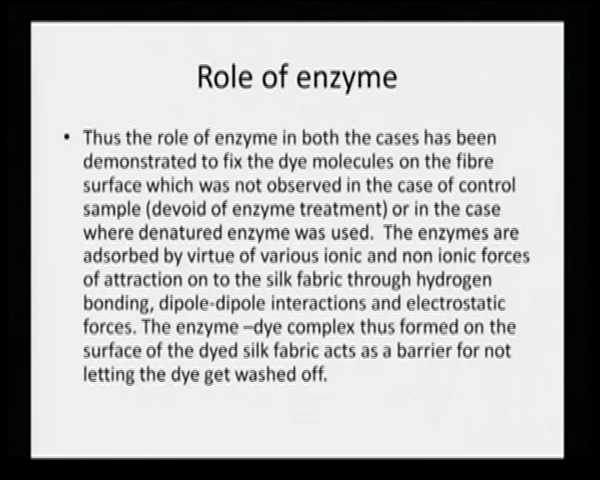 Role of enzyme
• Thus the role of enzyme in both the cases has been
demonstrated to fix the dye molecules on the fibre
surface which was not observed in the case of control
sample (devoid of enzyme treatment) or in the case
where denatured enzyme was used.  The enzymes are
adsorbed by virtue of various ionic and non ionic forces
of attraction on to the silk fabric through hydrogen
bonding, dipole-dipole interactions and electrostatic
forces. The enzyme –dye complex thus formed on the
surface of the dyed silk fabric acts as a barrier for not
letting the dye get washed off.